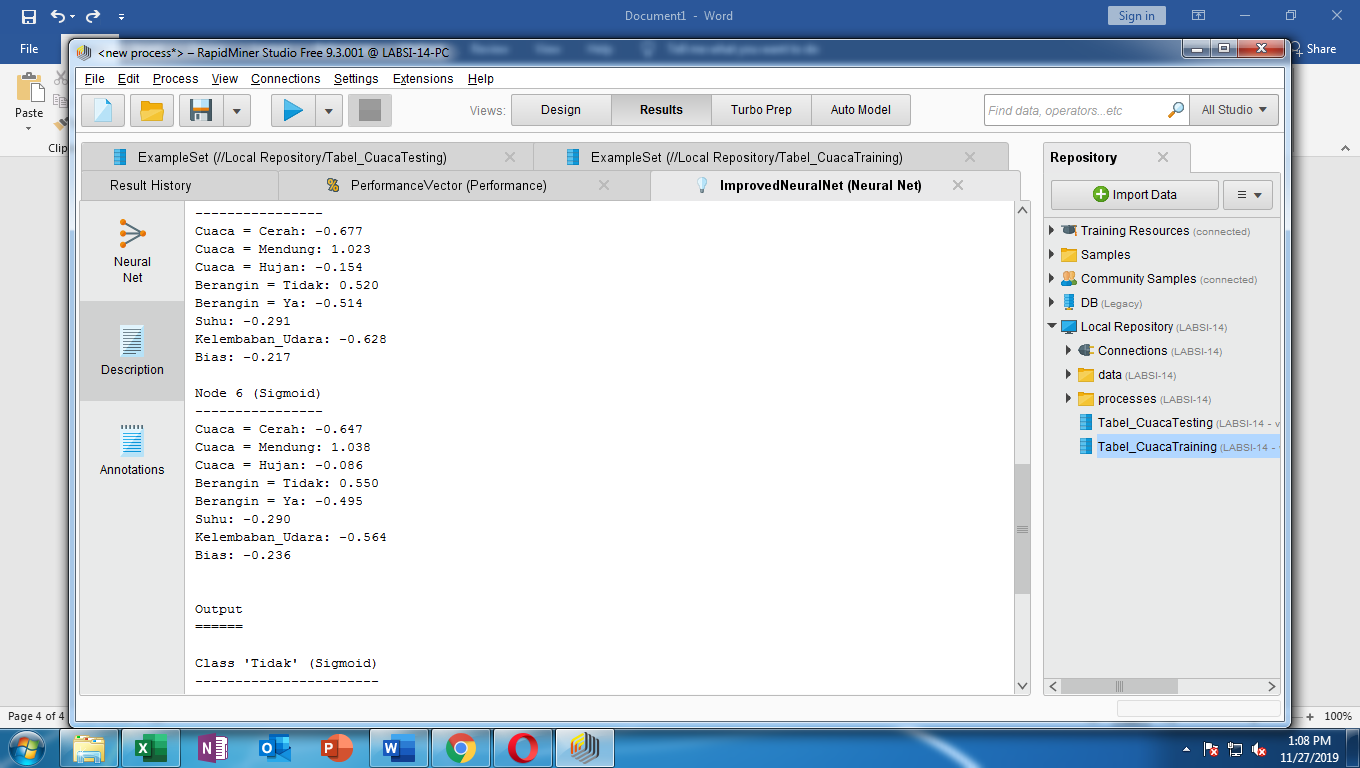 Document1 - Word
Sign in
File
Share
Paste
Clip
<new process*> – RapidMiner Studio Free 9.3.001 @ LABSI-14-PC
File Edit Process View Connections Settings Extensions Help
Views: Design Results Turbo Prep Auto Model
Find data, operators...etc
All Studio
ExampleSet (//Local Repository/Tabel_CuacaTesting)
ExampleSet (//Local Repository/Tabel_CuacaTraining)
Result History
PerformanceVector (Performance)
ImprovedNeuralNet (Neural Net)
Neural
Net
Description
Annotations
----------------
Cuaca = Cerah: -0.677
Cuaca = Mendung: 1.023
Cuaca = Hujan: -0.154
Berangin = Tidak: 0.520
Berangin = Ya: -0.514
Suhu: -0.291
Kelembaban_Udara: -0.628
Bias: -0.217
Node 6 (Sigmoid)
----------------
Cuaca = Cerah: -0.647
Cuaca = Mendung: 1.038
Cuaca = Hujan: -0.086
Berangin = Tidak: 0.550
Berangin = Ya: -0.495
Suhu: -0.290
Kelembaban_Udara: -0.564
Bias: -0.236
Output
======
Class 'Tidak' (Sigmoid)
-----------------------
Repository
Import Data
Training Resources (connected)
Samples
Community Samples (connected)
DB (Legacy)
Local Repository (LABSI-14)
Connections (LABSI-14)
data (LABSI-14)
processes (LABSI-14)
Tabel_CuacaTesting (LABSI-14 - v
Tabel_CuacaTraining (LABSI-14 -
Page 4 of 4
100%
1:08 PM
11/27/2019